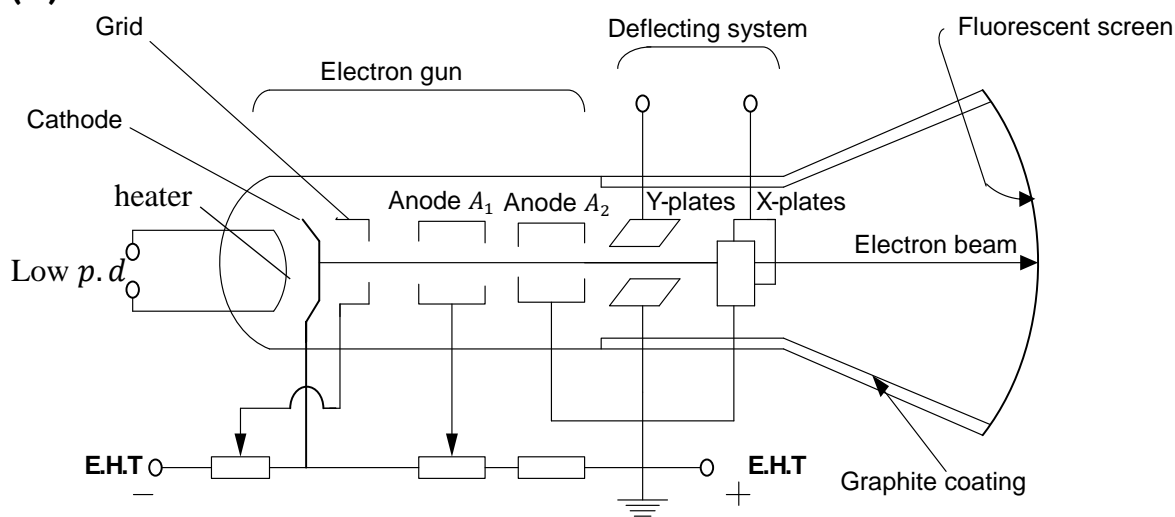 Grid
Deflecting system
Fluorescent screen
Electron gun
Cathode
heater
Anode A₁
Anode A₂
Y-plates
X-plates
Low p.d
Electron beam
E.H.T
−
+
E.H.T
Graphite coating